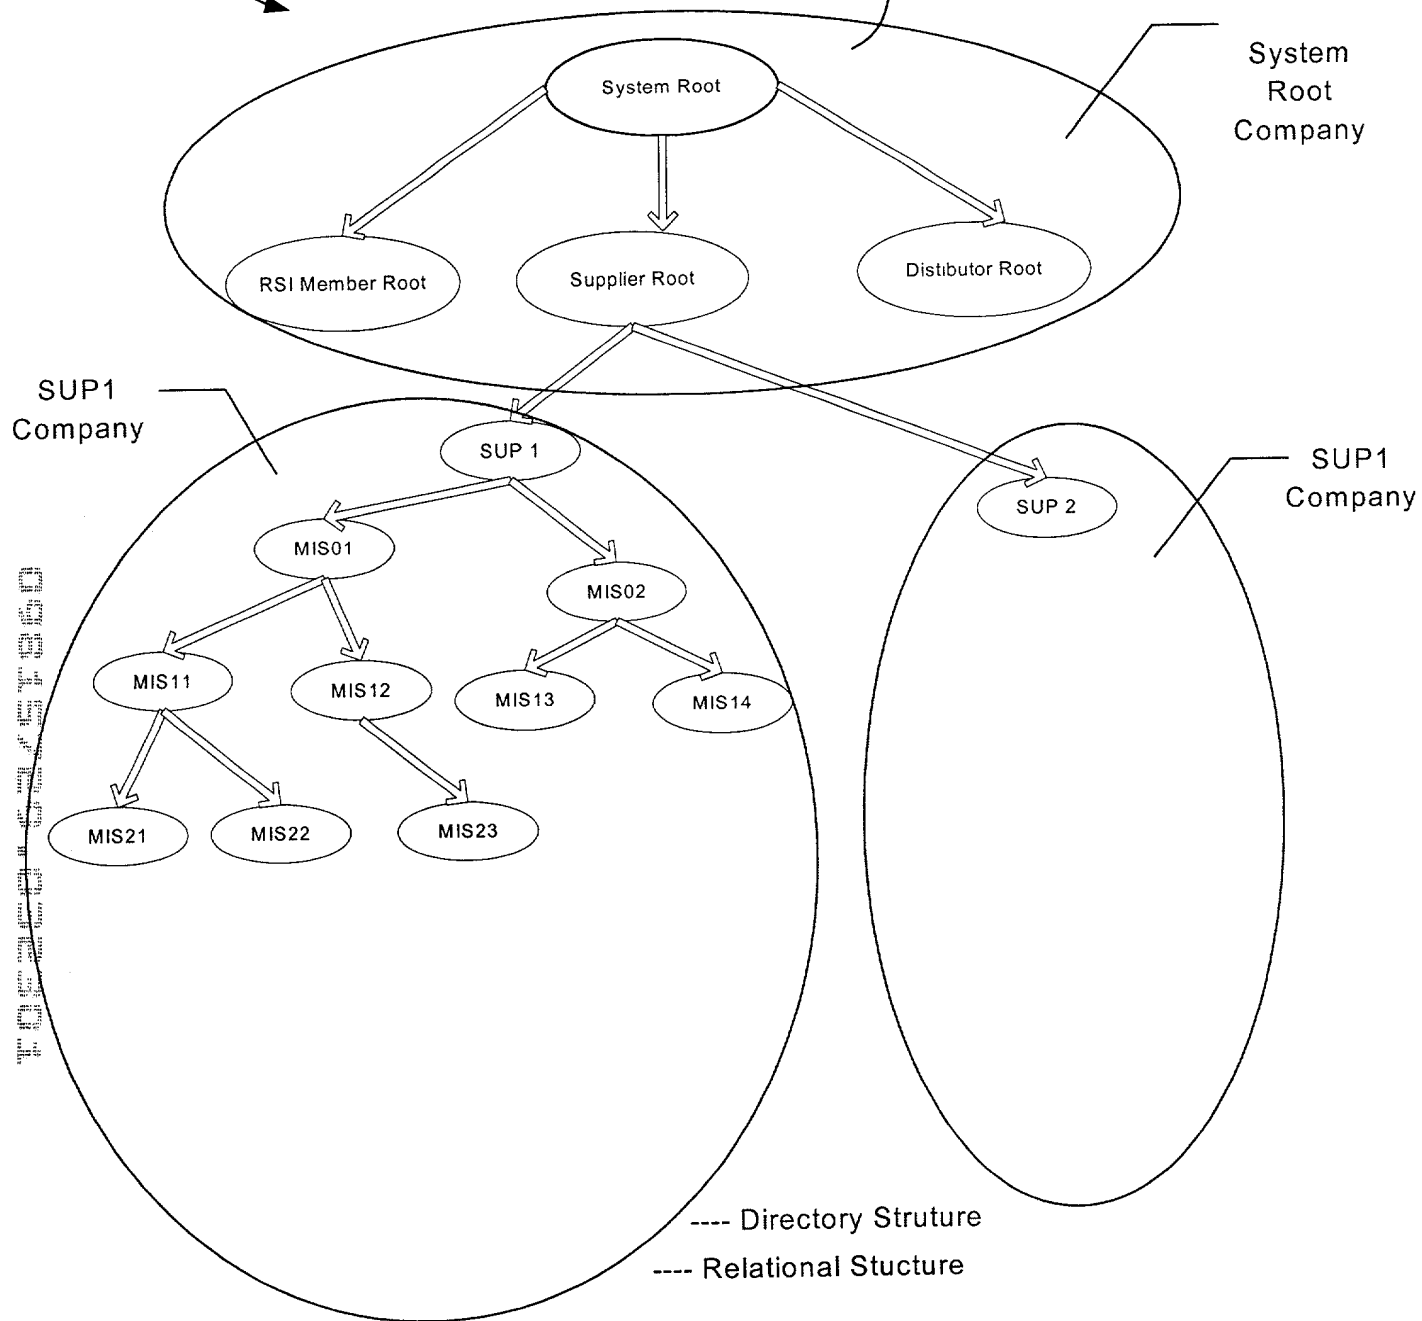 System
Root
Company
System Root
RSI Member Root
Supplier Root
Distibutor Root
SUP1
Company
SUP 1
SUP1
Company
SUP 2
MIS01
MIS02
MIS11
MIS12
MIS13
MIS14
MIS21
MIS22
MIS23
---- Directory Struture
---- Relational Stucture